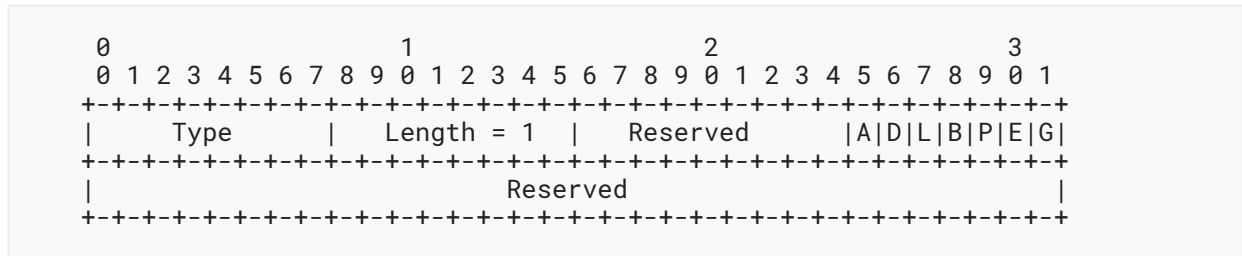 0                   1                   2                   3
 0 1 2 3 4 5 6 7 8 9 0 1 2 3 4 5 6 7 8 9 0 1 2 3 4 5 6 7 8 9 0 1
+-+-+-+-+-+-+-+-+-+-+-+-+-+-+-+-+-+-+-+-+-+-+-+-+-+-+-+-+-+-+-+-+
|     Type      |   Length = 1  |   Reserved      |A|D|L|B|P|E|G|
+-+-+-+-+-+-+-+-+-+-+-+-+-+-+-+-+-+-+-+-+-+-+-+-+-+-+-+-+-+-+-+-+
|                           Reserved                            |
+-+-+-+-+-+-+-+-+-+-+-+-+-+-+-+-+-+-+-+-+-+-+-+-+-+-+-+-+-+-+-+-+